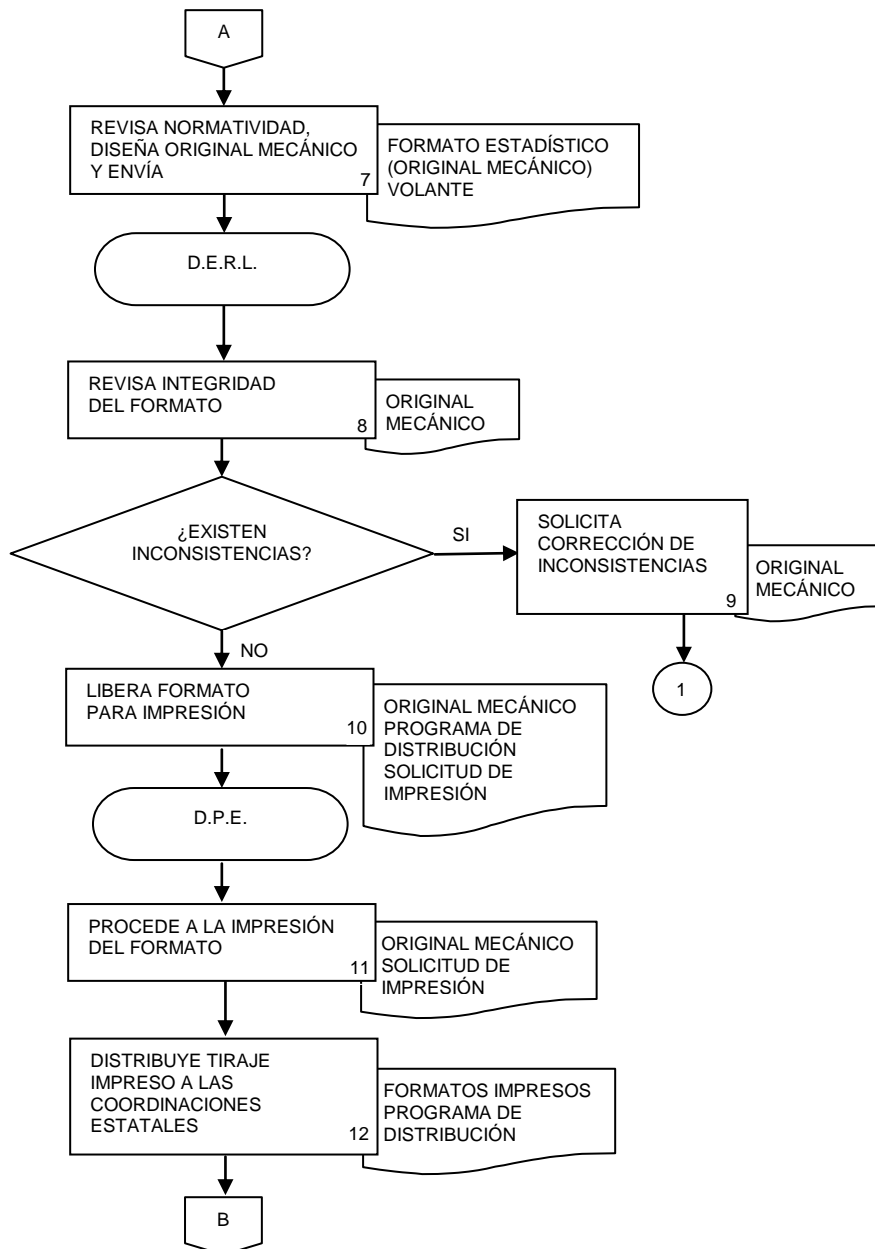 A
REVISA NORMATIVIDAD,
DISEÑA ORIGINAL MECÁNICO
Y ENVÍA
7
FORMATO ESTADÍSTICO
(ORIGINAL MECÁNICO)
VOLANTE
D.E.R.L.
REVISA INTEGRIDAD
DEL FORMATO
8
ORIGINAL
MECÁNICO
¿EXISTEN
INCONSISTENCIAS?
SI
SOLICITA
CORRECCIÓN DE
INCONSISTENCIAS
9
ORIGINAL
MECÁNICO
1
NO
LIBERA FORMATO
PARA IMPRESIÓN
10
ORIGINAL MECÁNICO
PROGRAMA DE
DISTRIBUCIÓN
SOLICITUD DE
IMPRESIÓN
D.P.E.
PROCEDE A LA IMPRESIÓN
DEL FORMATO
11
ORIGINAL MECÁNICO
SOLICITUD DE
IMPRESIÓN
DISTRIBUYE TIRAJE
IMPRESO A LAS
COORDINACIONES
ESTATALES
12
FORMATOS IMPRESOS
PROGRAMA DE
DISTRIBUCIÓN
B